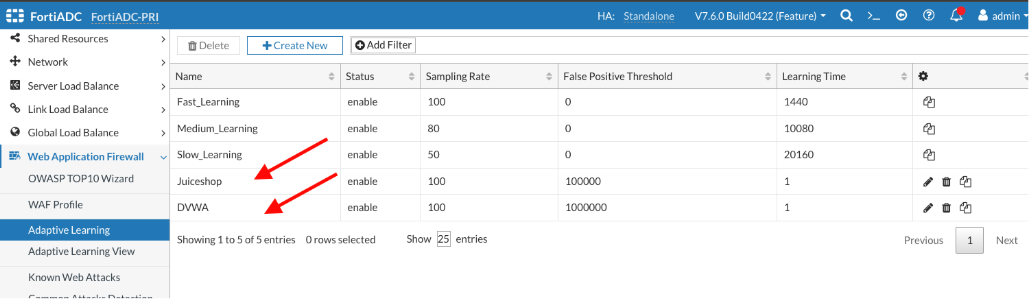 FortiADC FortiADC-PRI HA: Standalone V7.6.0 Build0422 (Feature) admin
Shared Resources
Network
Server Load Balance
Link Load Balance
Global Load Balance
Web Application Firewall
OWASP TOP10 Wizard
WAF Profile
Adaptive Learning
Adaptive Learning View
Known Web Attacks
Common Attacks Detection
Delete + Create New Add Filter
Name Status Sampling Rate False Positive Threshold Learning Time
Fast_Learning enable 100 0 1440
Medium_Learning enable 80 0 10080
Slow_Learning enable 50 0 20160
Juiceshop enable 100 100000 1
DVWA enable 100 1000000 1
Showing 1 to 5 of 5 entries 0 rows selected Show 25 entries Previous 1 Next